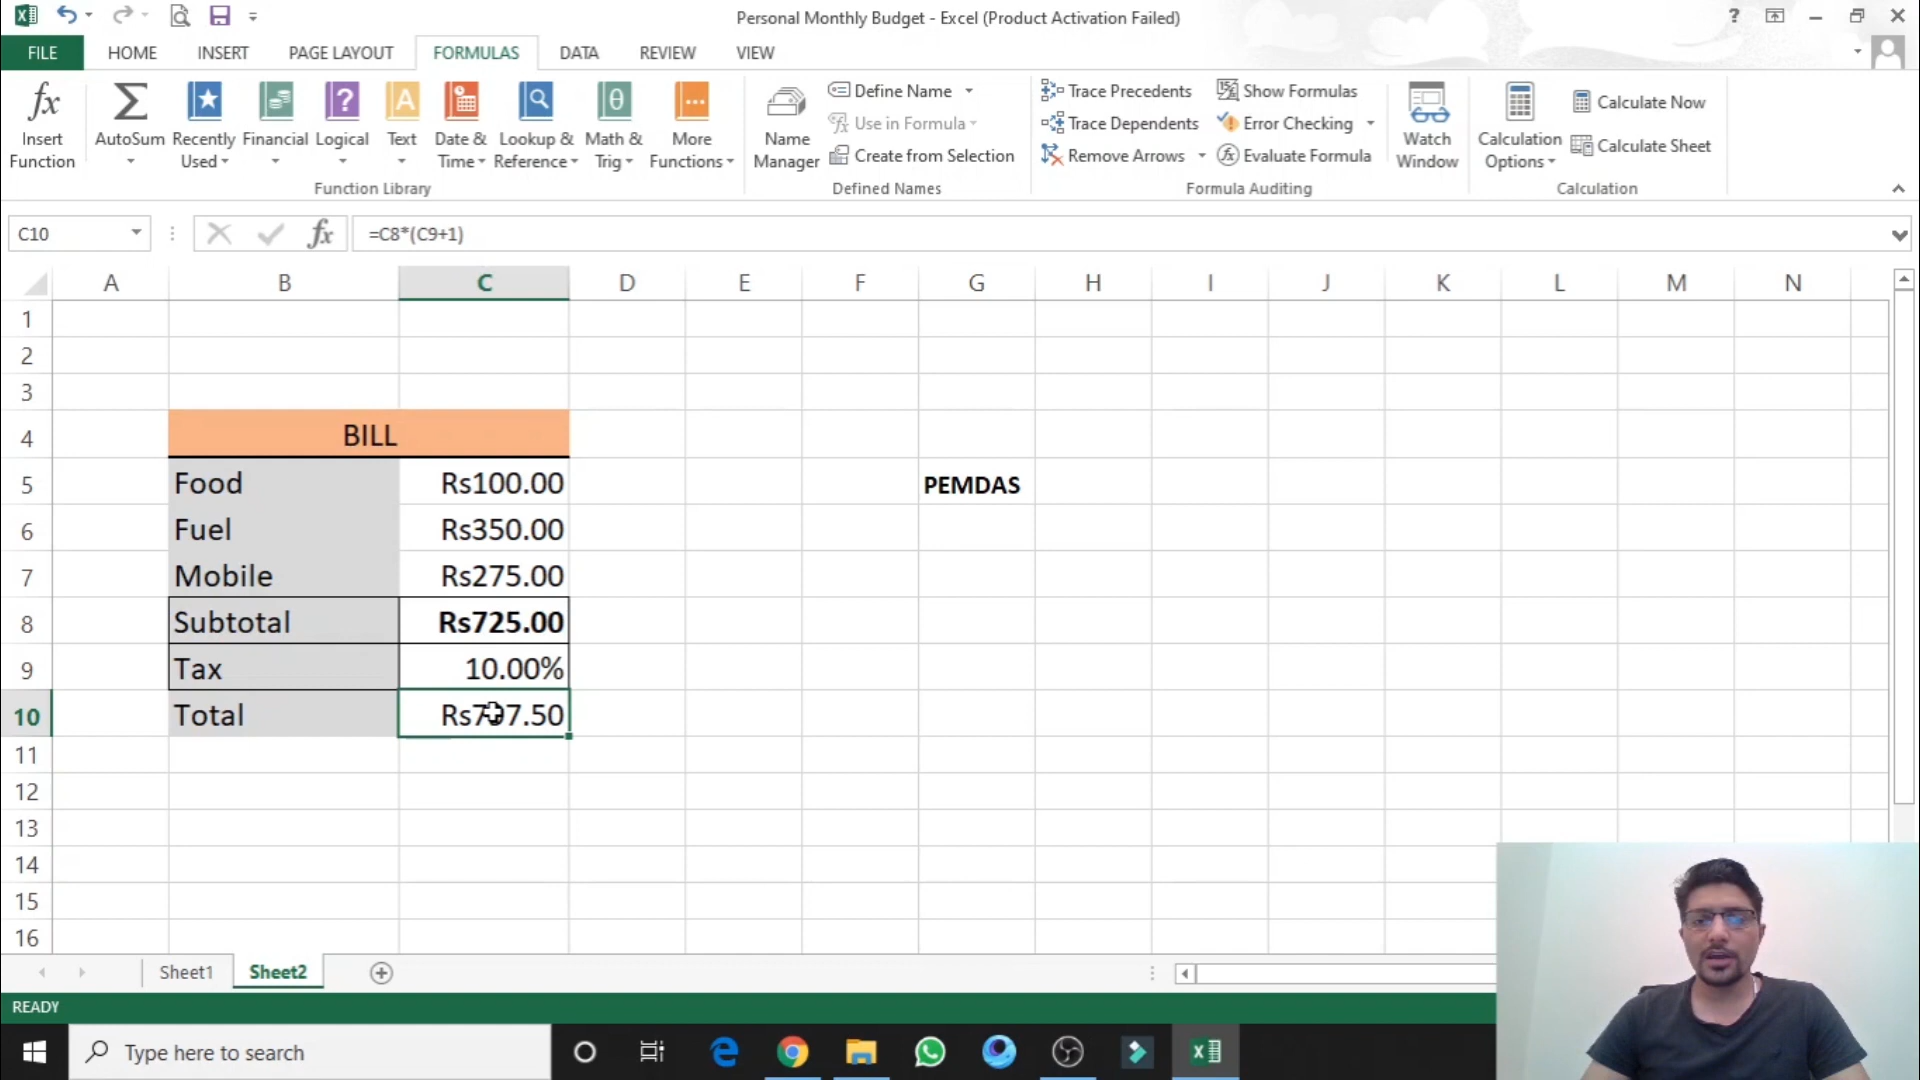 Personal Monthly Budget - Excel (Product Activation Failed)
?
FILE HOME INSERT PAGE LAYOUT FORMULAS DATA REVIEW VIEW
fx Insert Function
Σ AutoSum
Recently Used
Financial
Logical
Text
Date & Time
Lookup & Reference
Math & Trig
More Functions
Function Library
Name Manager
Define Name
Use in Formula
Create from Selection
Defined Names
Trace Precedents
Trace Dependents
Remove Arrows
Show Formulas
Error Checking
Evaluate Formula
Formula Auditing
Watch Window
Calculation Options
Calculate Now
Calculate Sheet
Calculation
C10 fx =C8*(C9+1)
A B C D E F G H I J K L M N
1
2
3
4 BILL
5 Food Rs100.00 PEMDAS
6 Fuel Rs350.00
7 Mobile Rs275.00
8 Subtotal Rs725.00
9 Tax 10.00%
10 Total Rs797.50
11
12
13
14
15
16
Sheet1 Sheet2
READY
Type here to search